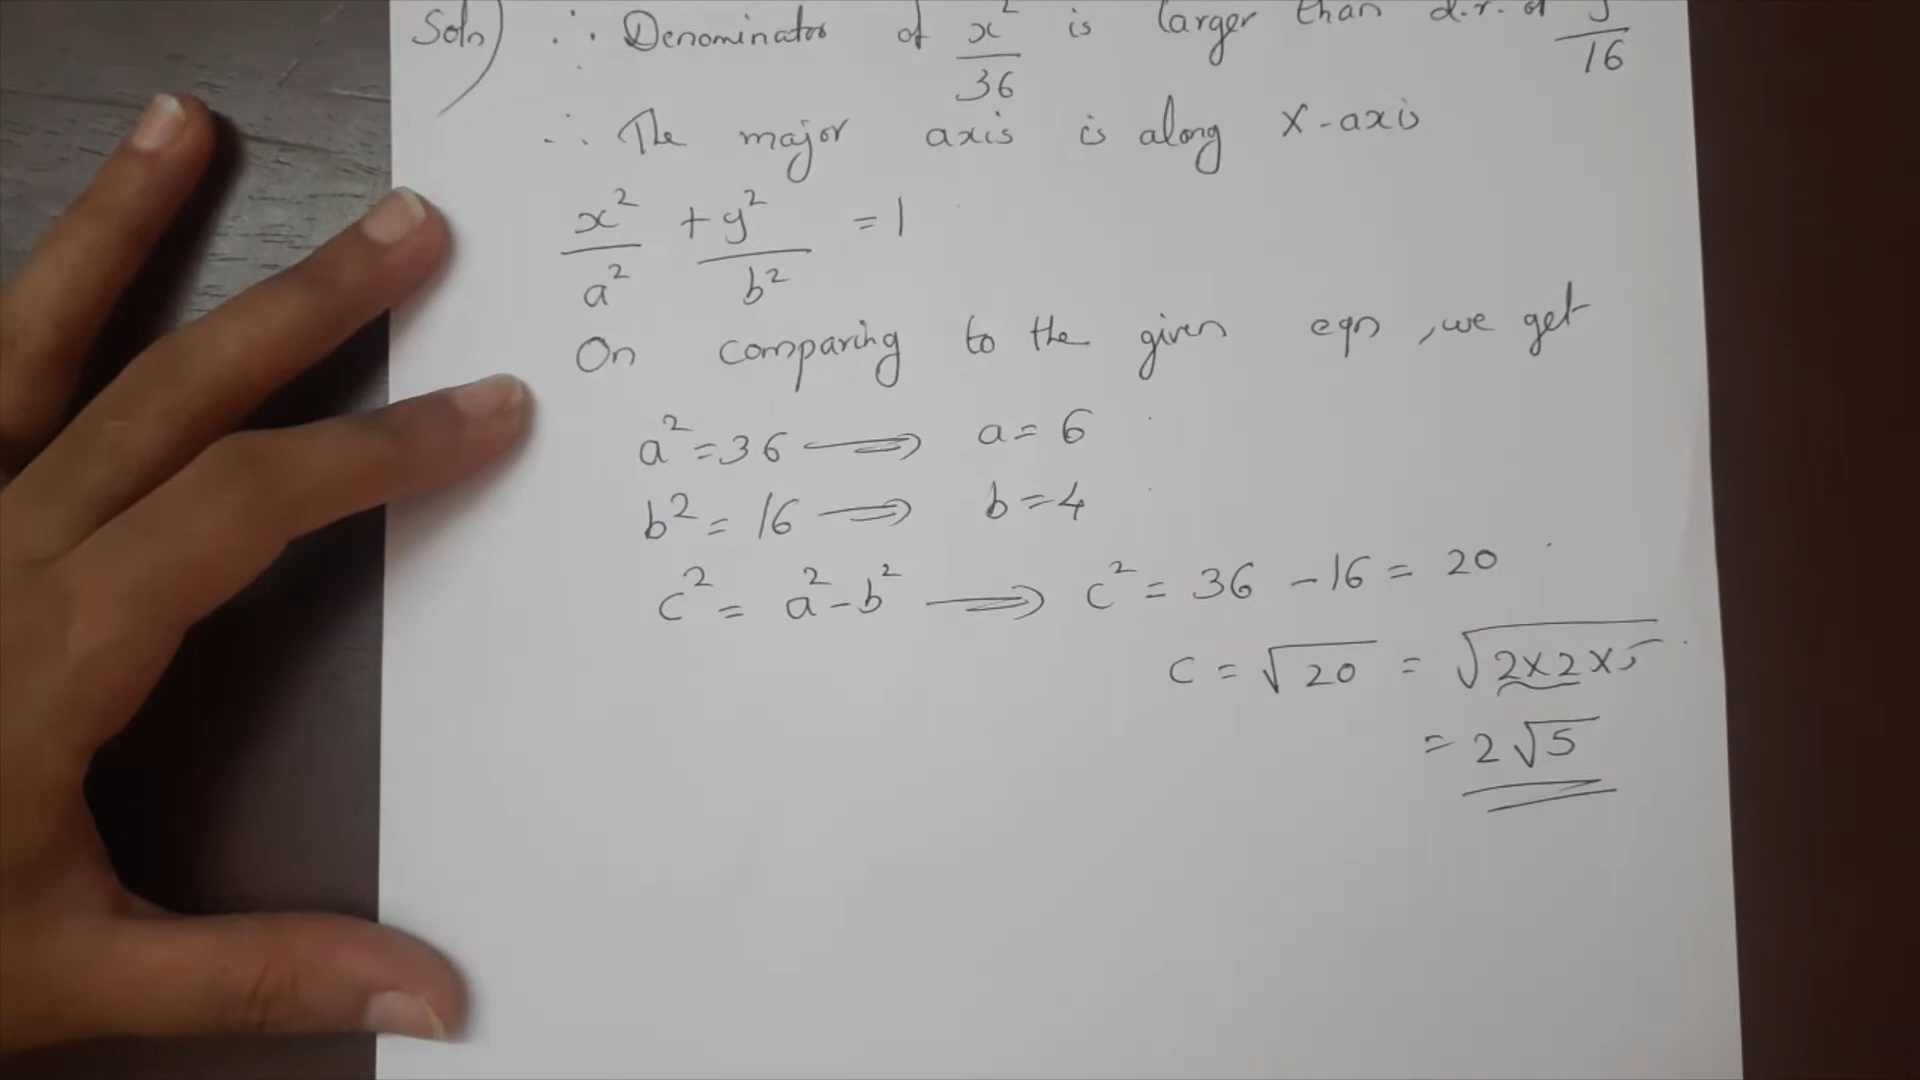 Soln) ∵ Denominator of x²/36 is larger than d.r. of y/16
∴ The major axis is along X-axis
x²/a² + y²/b² = 1
On comparing to the given eqn, we get
a² = 36 ⟹ a = 6
b² = 16 ⟹ b = 4
c² = a² - b² ⟹ c² = 36 - 16 = 20
c = √20 = √2×2×5
= 2√5